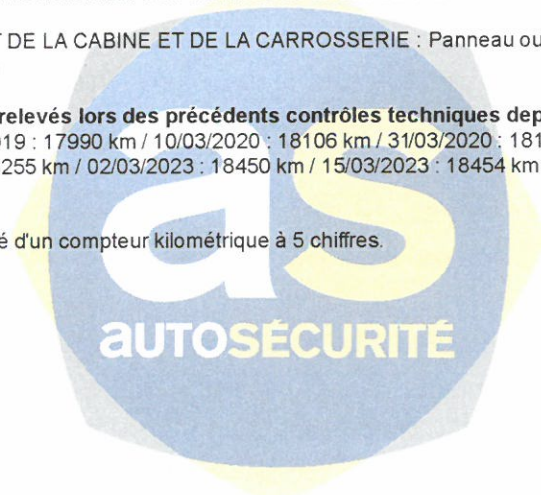 DE LA CABINE ET DE LA CARROSSERIE : Panneau ou
relevés lors des précédents contrôles techniques dep
019 : 17990 km / 10/03/2020 : 18106 km / 31/03/2020 : 181
255 km / 02/03/2023 : 18450 km / 15/03/2023 : 18454 km
é d'un compteur kilométrique à 5 chiffres.
as
AUTOSÉCURITÉ